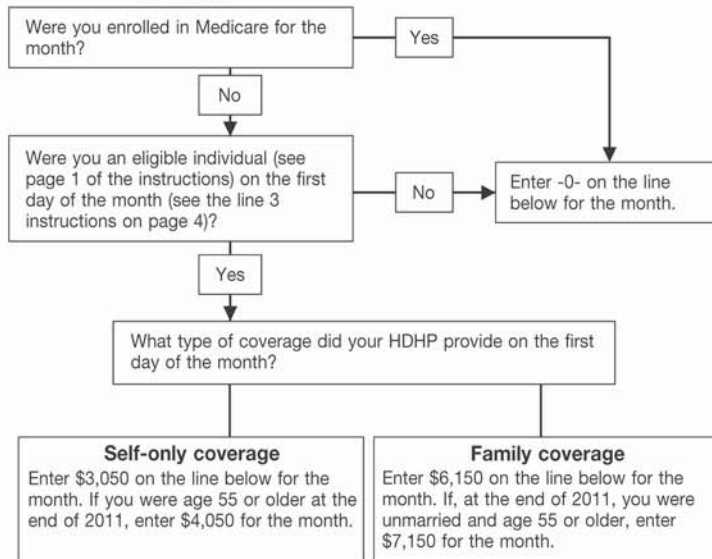 Were you enrolled in Medicare for the
month?
Yes
No
Were you an eligible individual (see
page 1 of the instructions) on the first
day of the month (see the line 3
instructions on page 4)?
No
Enter -0- on the line
below for the month.
Yes
What type of coverage did your HDHP provide on the first
day of the month?
Self-only coverage
Enter $3,050 on the line below for the
month. If you were age 55 or older at the
end of 2011, enter $4,050 for the month.
Family coverage
Enter $6,150 on the line below for the
month. If, at the end of 2011, you were
unmarried and age 55 or older, enter
$7,150 for the month.